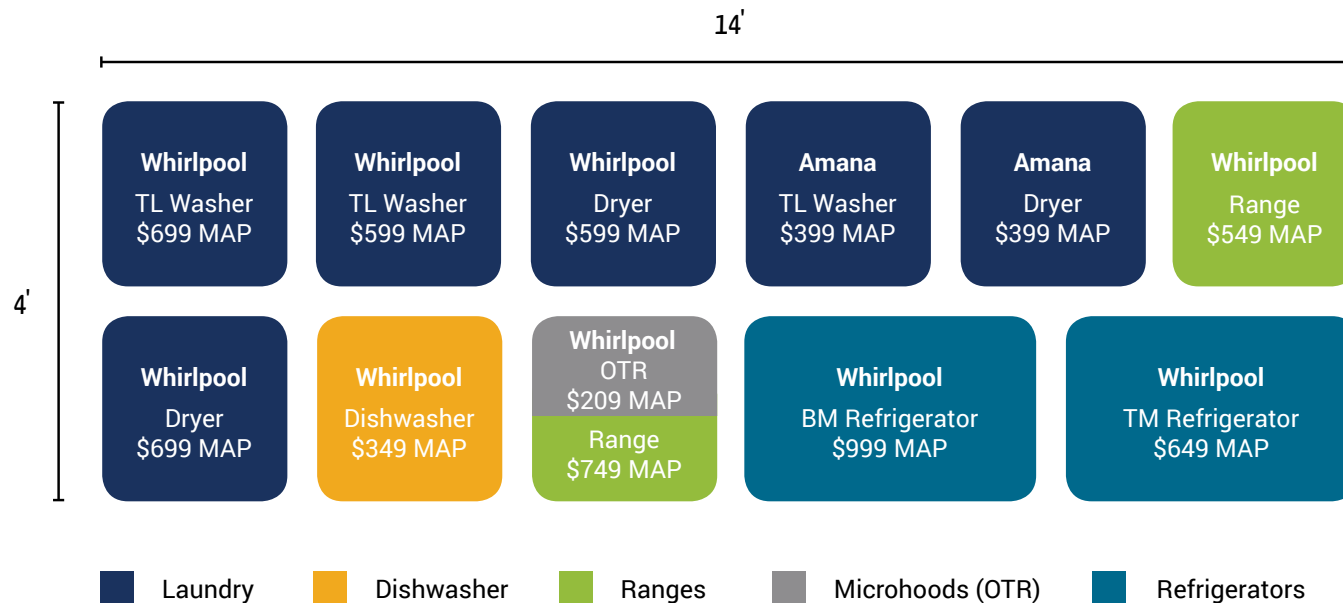 14'
Whirlpool
TL Washer
$699 MAP
Whirlpool
TL Washer
$599 MAP
Whirlpool
Dryer
$599 MAP
Amana
TL Washer
$399 MAP
Amana
Dryer
$399 MAP
Whirlpool
Range
$549 MAP
4'
Whirlpool
Dryer
$699 MAP
Whirlpool
Dishwasher
$349 MAP
Whirlpool
OTR
$209 MAP
Range
$749 MAP
Whirlpool
BM Refrigerator
$999 MAP
Whirlpool
TM Refrigerator
$649 MAP
Laundry
Dishwasher
Ranges
Microhoods (OTR)
Refrigerators